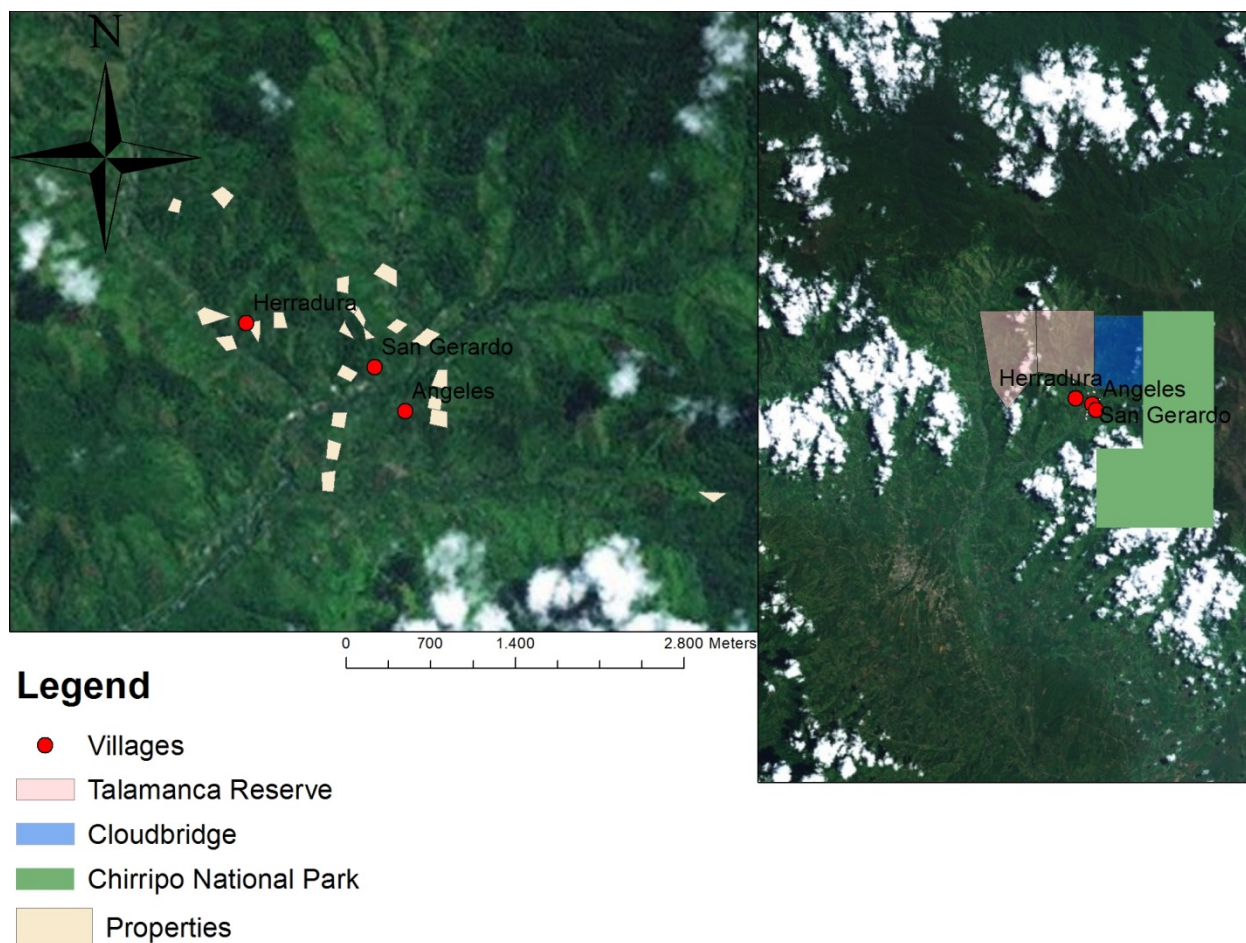 N
Herradura
San Gerardo
Angeles
Herradura
Angeles
San Gerardo
0 700 1.400 2.800 Meters
Legend
Villages
Talamanca Reserve
Cloudbridge
Chirripo National Park
Properties